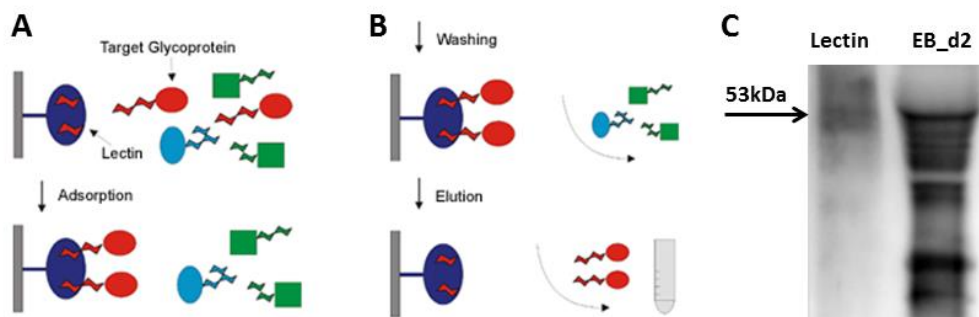 A
Target Glycoprotein
Lectin
Adsorption
B
Washing
Elution
C
Lectin EB_d2
53kDa